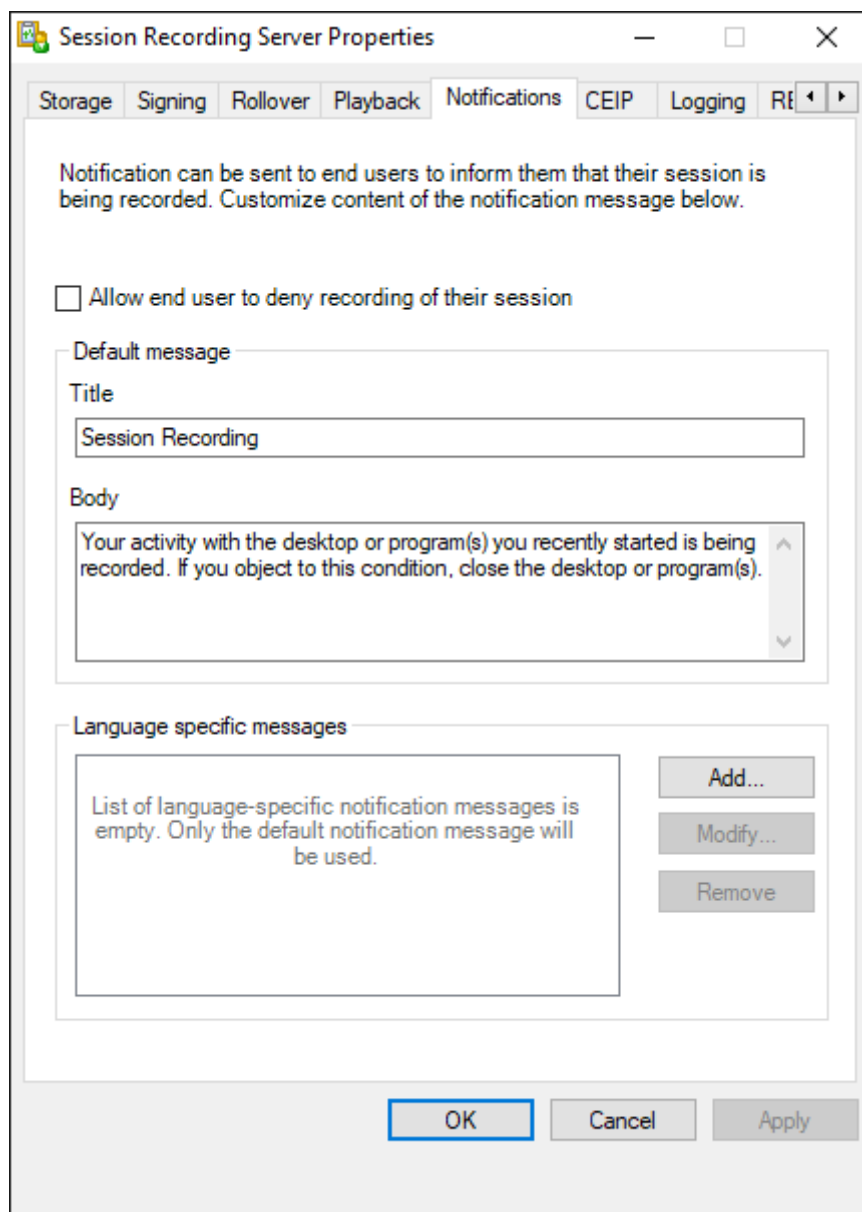 Session Recording Server Properties
Storage Signing Rollover Playback Notifications CEIP Logging
Notification can be sent to end users to inform them that their session is
being recorded. Customize content of the notification message below.
Allow end user to deny recording of their session
Default message
Title
Session Recording
Body
Your activity with the desktop or program(s) you recently started is being
recorded. If you object to this condition, close the desktop or program(s).
Language specific messages
List of language-specific notification messages is
empty. Only the default notification message will
be used.
Add...
Modify...
Remove
OK Cancel Apply